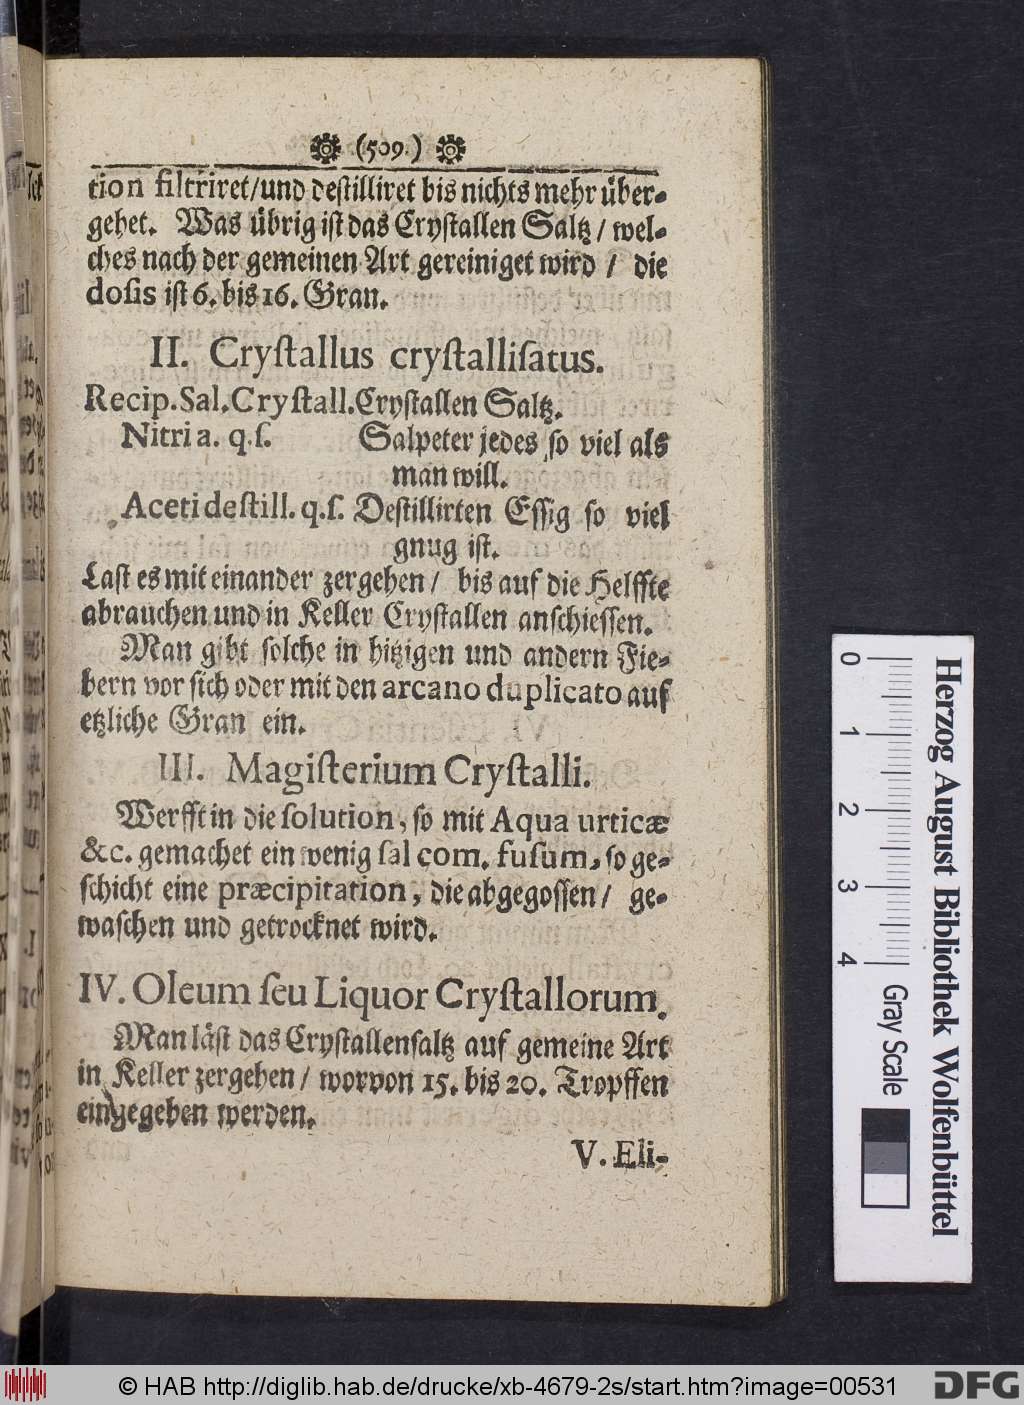 (509.)
tion filtriret/und destilliret bis nichts mehr über-
gehet. Was übrig ist das Crystallen Saltz / wel-
ches nach der gemeinen Art gereiniget wird / die
dosis ist 6. bis 16. Gran.
II. Crystallus crystallisatus.
Recip. Sal. Crystall. Crystallen Saltz.
Nitri a. q. s. Salpeter jedes so viel als
man will.
Aceti destill. q. s. Destillirten Essig so viel
gnug ist.
Last es mit einander zergehen / bis auf die Helffte
abrauchen und in Keller Crystallen anschiessen.
Man gibt solche in hitzigen und andern Fie-
bern vor sich oder mit den arcano duplicato auf
etzliche Gran ein.
III. Magisterium Crystalli.
Werfft in die solution, so mit Aqua urticæ
&c. gemachet ein wenig sal com. fusum, so ge-
schicht eine præcipitation, die abgegossen / ge-
waschen und getrocknet wird.
IV. Oleum seu Liquor Crystallorum.
Man läst das Crystallensaltz auf gemeine Art
in Keller zergehen / worvon 15. bis 20. Tropffen
eingegeben werden.
V. Eli-
0 1 2 3 4
Gray Scale
Herzog August Bibliothek Wolfenbüttel
© HAB http://diglib.hab.de/drucke/xb-4679-2s/start.htm?image=00531
DFG